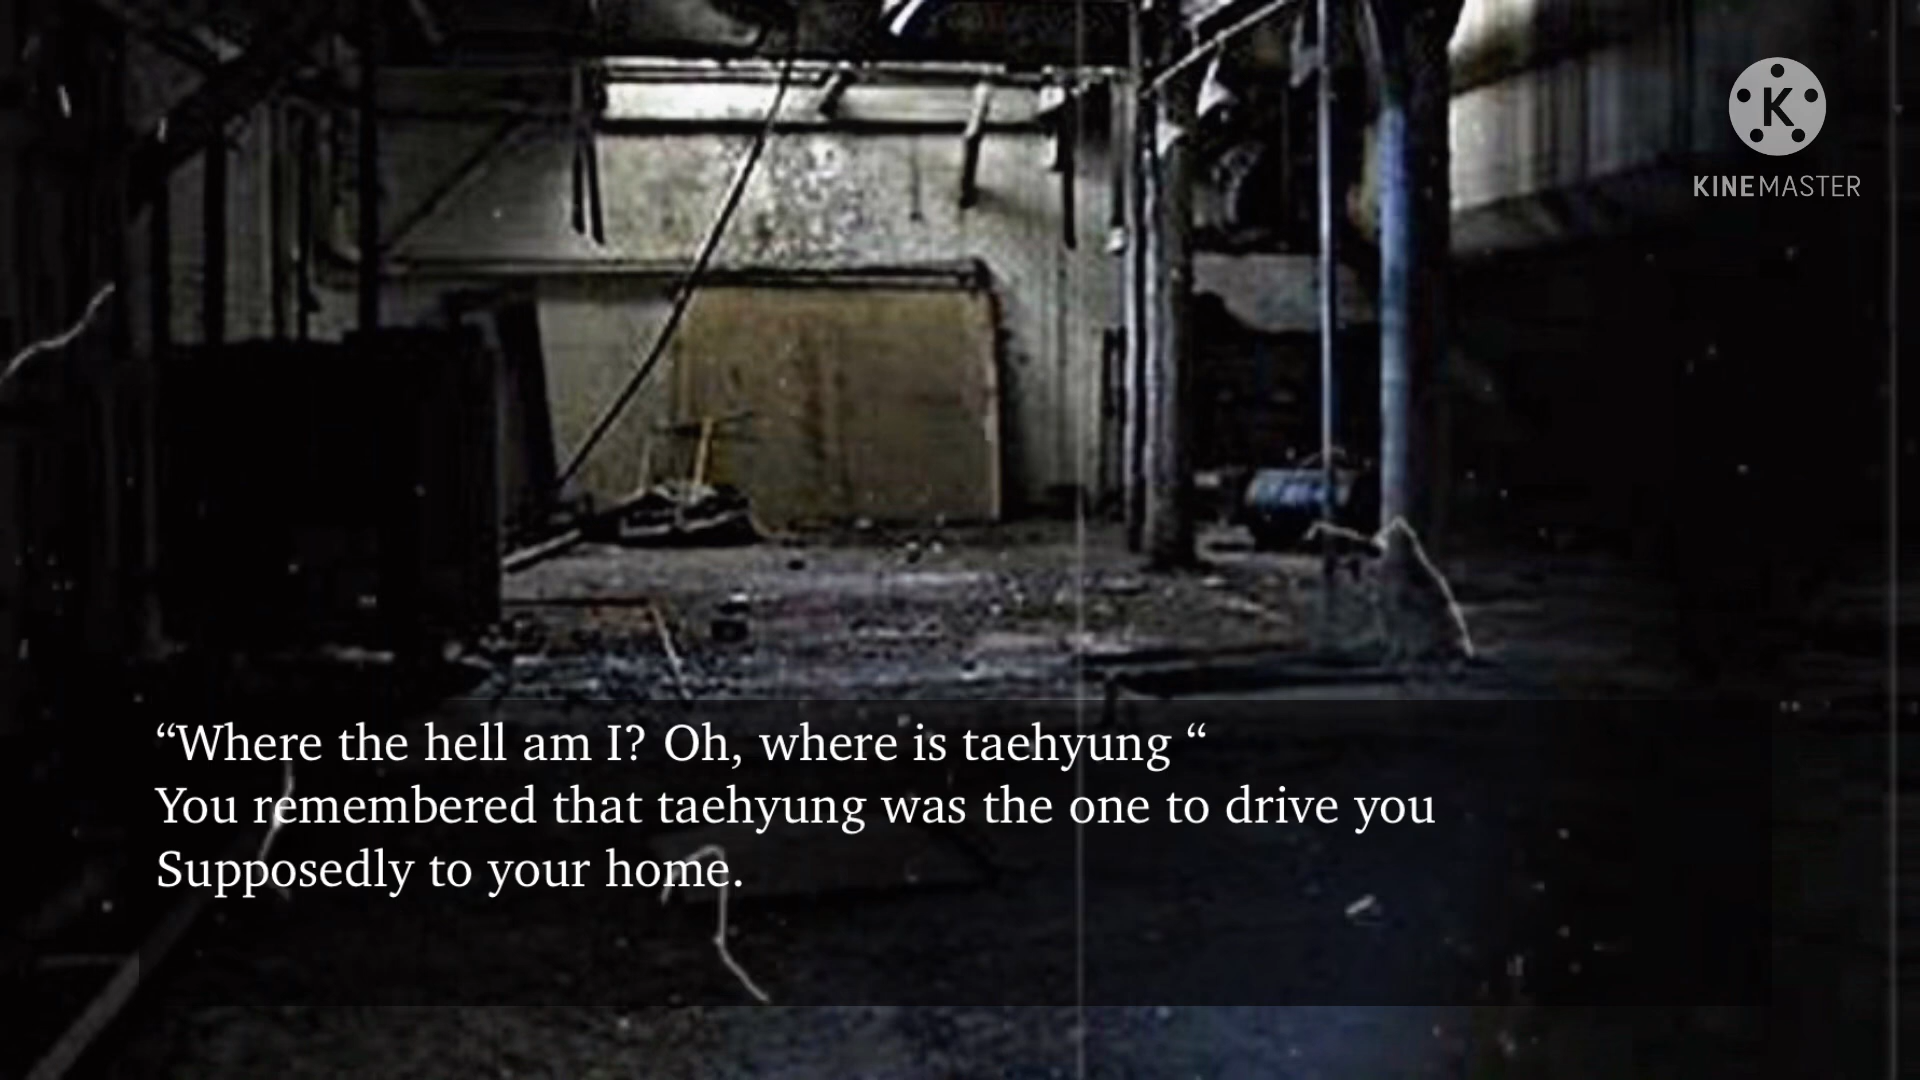 K
KINEMASTER
“Where the hell am I? Oh, where is taehyung “
You remembered that taehyung was the one to drive you
Supposedly to your home.